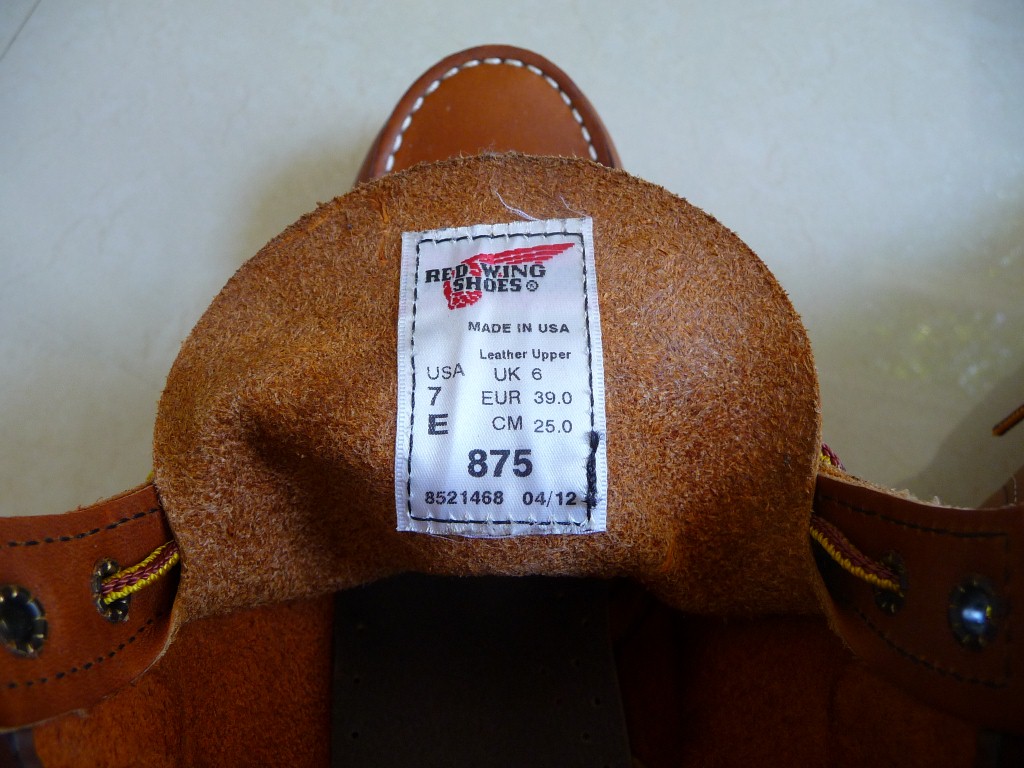 RED WING
SHOES®
MADE IN USA
Leather Upper
USA UK 6
7 EUR 39.0
E CM 25.0
875
8521468 04/12